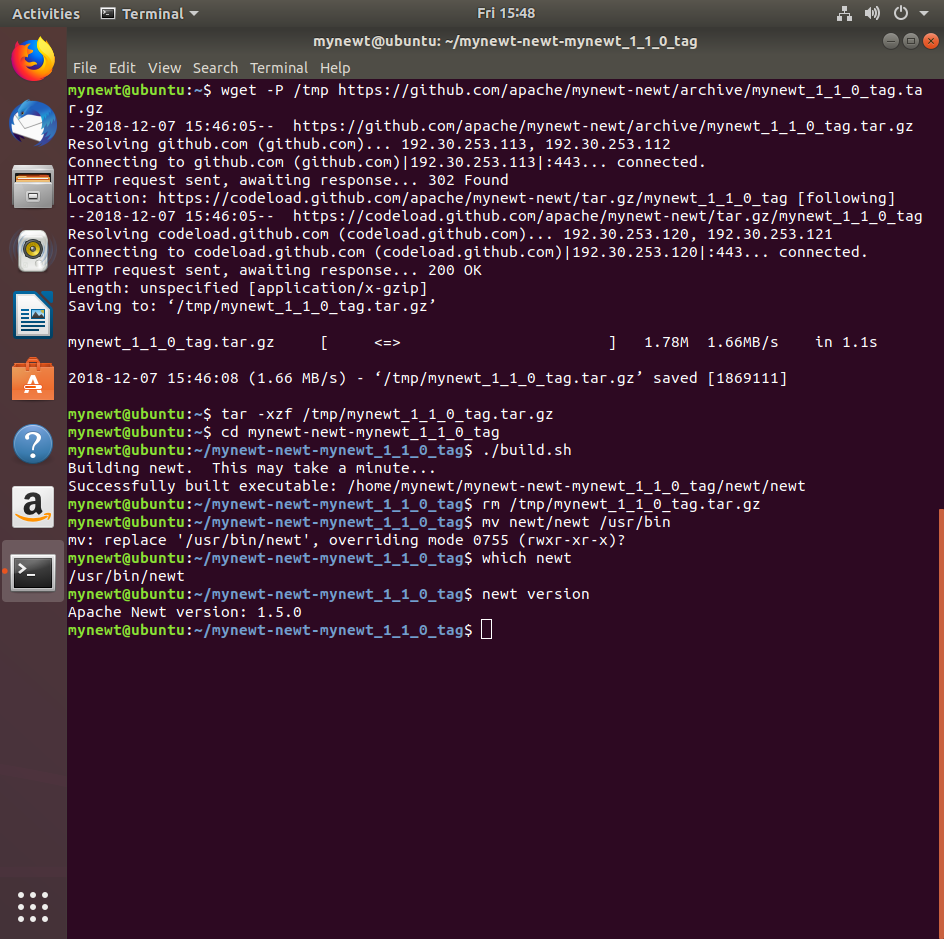 Activities Terminal Fri 15:48
mynewt@ubuntu: ~/mynewt-newt-mynewt_1_1_0_tag
File Edit View Search Terminal Help
mynewt@ubuntu:~$ wget -P /tmp https://github.com/apache/mynewt-newt/archive/mynewt_1_1_0_tag.ta
r.gz
--2018-12-07 15:46:05--  https://github.com/apache/mynewt-newt/archive/mynewt_1_1_0_tag.tar.gz
Resolving github.com (github.com)... 192.30.253.113, 192.30.253.112
Connecting to github.com (github.com)|192.30.253.113|:443... connected.
HTTP request sent, awaiting response... 302 Found
Location: https://codeload.github.com/apache/mynewt-newt/tar.gz/mynewt_1_1_0_tag [following]
--2018-12-07 15:46:05--  https://codeload.github.com/apache/mynewt-newt/tar.gz/mynewt_1_1_0_tag
Resolving codeload.github.com (codeload.github.com)... 192.30.253.120, 192.30.253.121
Connecting to codeload.github.com (codeload.github.com)|192.30.253.120|:443... connected.
HTTP request sent, awaiting response... 200 OK
Length: unspecified [application/x-gzip]
Saving to: ‘/tmp/mynewt_1_1_0_tag.tar.gz’
mynewt_1_1_0_tag.tar.gz     [     <=>                       ]   1.78M  1.66MB/s    in 1.1s
2018-12-07 15:46:08 (1.66 MB/s) - ‘/tmp/mynewt_1_1_0_tag.tar.gz’ saved [1869111]
mynewt@ubuntu:~$ tar -xzf /tmp/mynewt_1_1_0_tag.tar.gz
mynewt@ubuntu:~$ cd mynewt-newt-mynewt_1_1_0_tag
mynewt@ubuntu:~/mynewt-newt-mynewt_1_1_0_tag$ ./build.sh
Building newt.  This may take a minute...
Successfully built executable: /home/mynewt/mynewt-newt-mynewt_1_1_0_tag/newt/newt
mynewt@ubuntu:~/mynewt-newt-mynewt_1_1_0_tag$ rm /tmp/mynewt_1_1_0_tag.tar.gz
mynewt@ubuntu:~/mynewt-newt-mynewt_1_1_0_tag$ mv newt/newt /usr/bin
mv: replace '/usr/bin/newt', overriding mode 0755 (rwxr-xr-x)?
mynewt@ubuntu:~/mynewt-newt-mynewt_1_1_0_tag$ which newt
/usr/bin/newt
mynewt@ubuntu:~/mynewt-newt-mynewt_1_1_0_tag$ newt version
Apache Newt version: 1.5.0
mynewt@ubuntu:~/mynewt-newt-mynewt_1_1_0_tag$